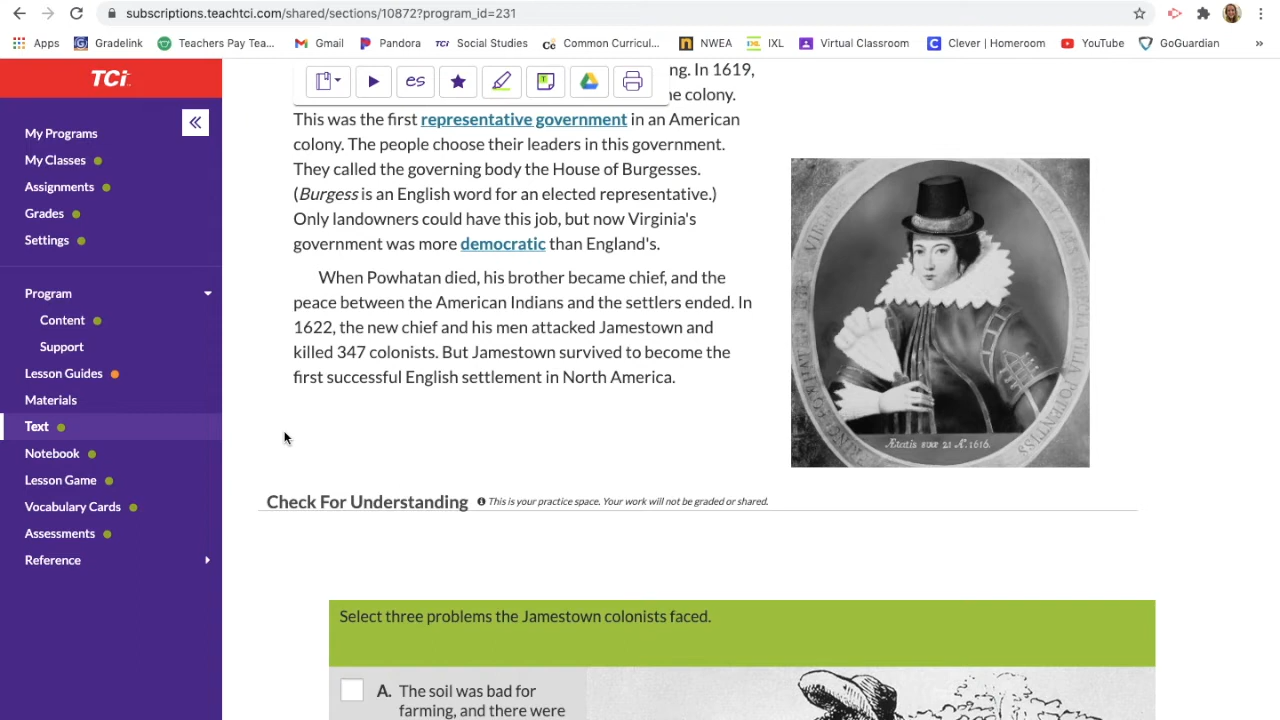 subscriptions.teachtci.com/shared/sections/10872?program_id=231
Apps Gradelink Teachers Pay Tea... Gmail Pandora TCi Social Studies Cc Common Curricul... NWEA IXL IXL Virtual Classroom Clever | Homeroom YouTube GoGuardian »
TCi
My Programs
My Classes
Assignments
Grades
Settings
Program
Content
Support
Lesson Guides
Materials
Text
Notebook
Lesson Game
Vocabulary Cards
Assessments
Reference
es
ng. In 1619,
e colony.
This was the first representative government in an American
colony. The people choose their leaders in this government.
They called the governing body the House of Burgesses.
(Burgess is an English word for an elected representative.)
Only landowners could have this job, but now Virginia's
government was more democratic than England's.
When Powhatan died, his brother became chief, and the
peace between the American Indians and the settlers ended. In
1622, the new chief and his men attacked Jamestown and
killed 347 colonists. But Jamestown survived to become the
first successful English settlement in North America.
Ætatis suæ 21 Aº. 1616.
Check For Understanding This is your practice space. Your work will not be graded or shared.
Select three problems the Jamestown colonists faced.
A. The soil was bad for
farming, and there were